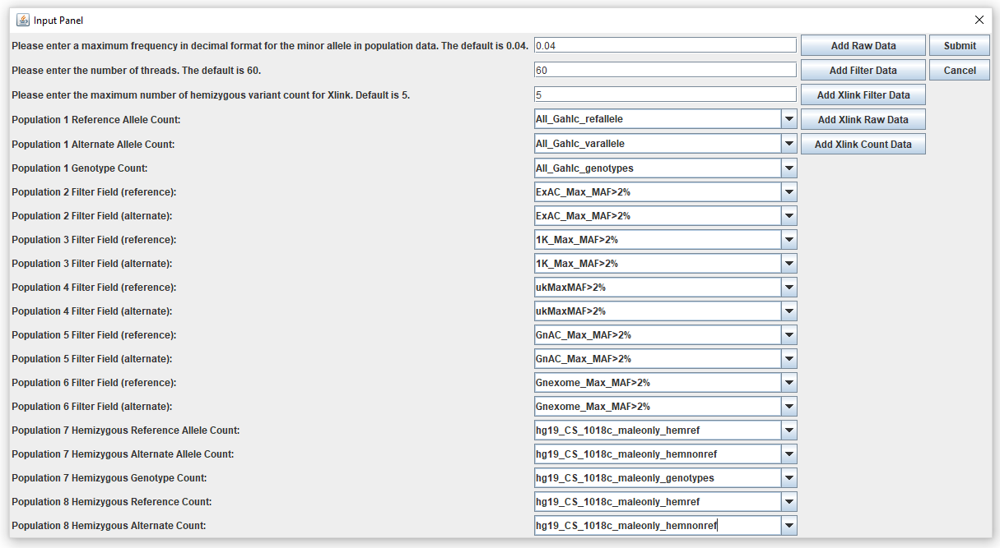 Input Panel
Please enter a maximum frequency in decimal format for the minor allele in population data. The default is 0.04. 0.04 Add Raw Data Submit
Please enter the number of threads. The default is 60. 60 Add Filter Data Cancel
Please enter the maximum number of hemizygous variant count for Xlink. Default is 5. 5 Add Xlink Filter Data
Population 1 Reference Allele Count: All_Gahlc_refallele Add Xlink Raw Data
Population 1 Alternate Allele Count: All_Gahlc_varallele Add Xlink Count Data
Population 1 Genotype Count: All_Gahlc_genotypes
Population 2 Filter Field (reference): ExAC_Max_MAF>2%
Population 2 Filter Field (alternate): ExAC_Max_MAF>2%
Population 3 Filter Field (reference): 1K_Max_MAF>2%
Population 3 Filter Field (alternate): 1K_Max_MAF>2%
Population 4 Filter Field (reference): ukMaxMAF>2%
Population 4 Filter Field (alternate): ukMaxMAF>2%
Population 5 Filter Field (reference): GnAC_Max_MAF>2%
Population 5 Filter Field (alternate): GnAC_Max_MAF>2%
Population 6 Filter Field (reference): Gnexome_Max_MAF>2%
Population 6 Filter Field (alternate): Gnexome_Max_MAF>2%
Population 7 Hemizygous Reference Allele Count: hg19_CS_1018c_maleonly_hemref
Population 7 Hemizygous Alternate Allele Count: hg19_CS_1018c_maleonly_hemnonref
Population 7 Hemizygous Genotype Count: hg19_CS_1018c_maleonly_genotypes
Population 8 Hemizygous Reference Count: hg19_CS_1018c_maleonly_hemref
Population 8 Hemizygous Alternate Count: hg19_CS_1018c_maleonly_hemnonref